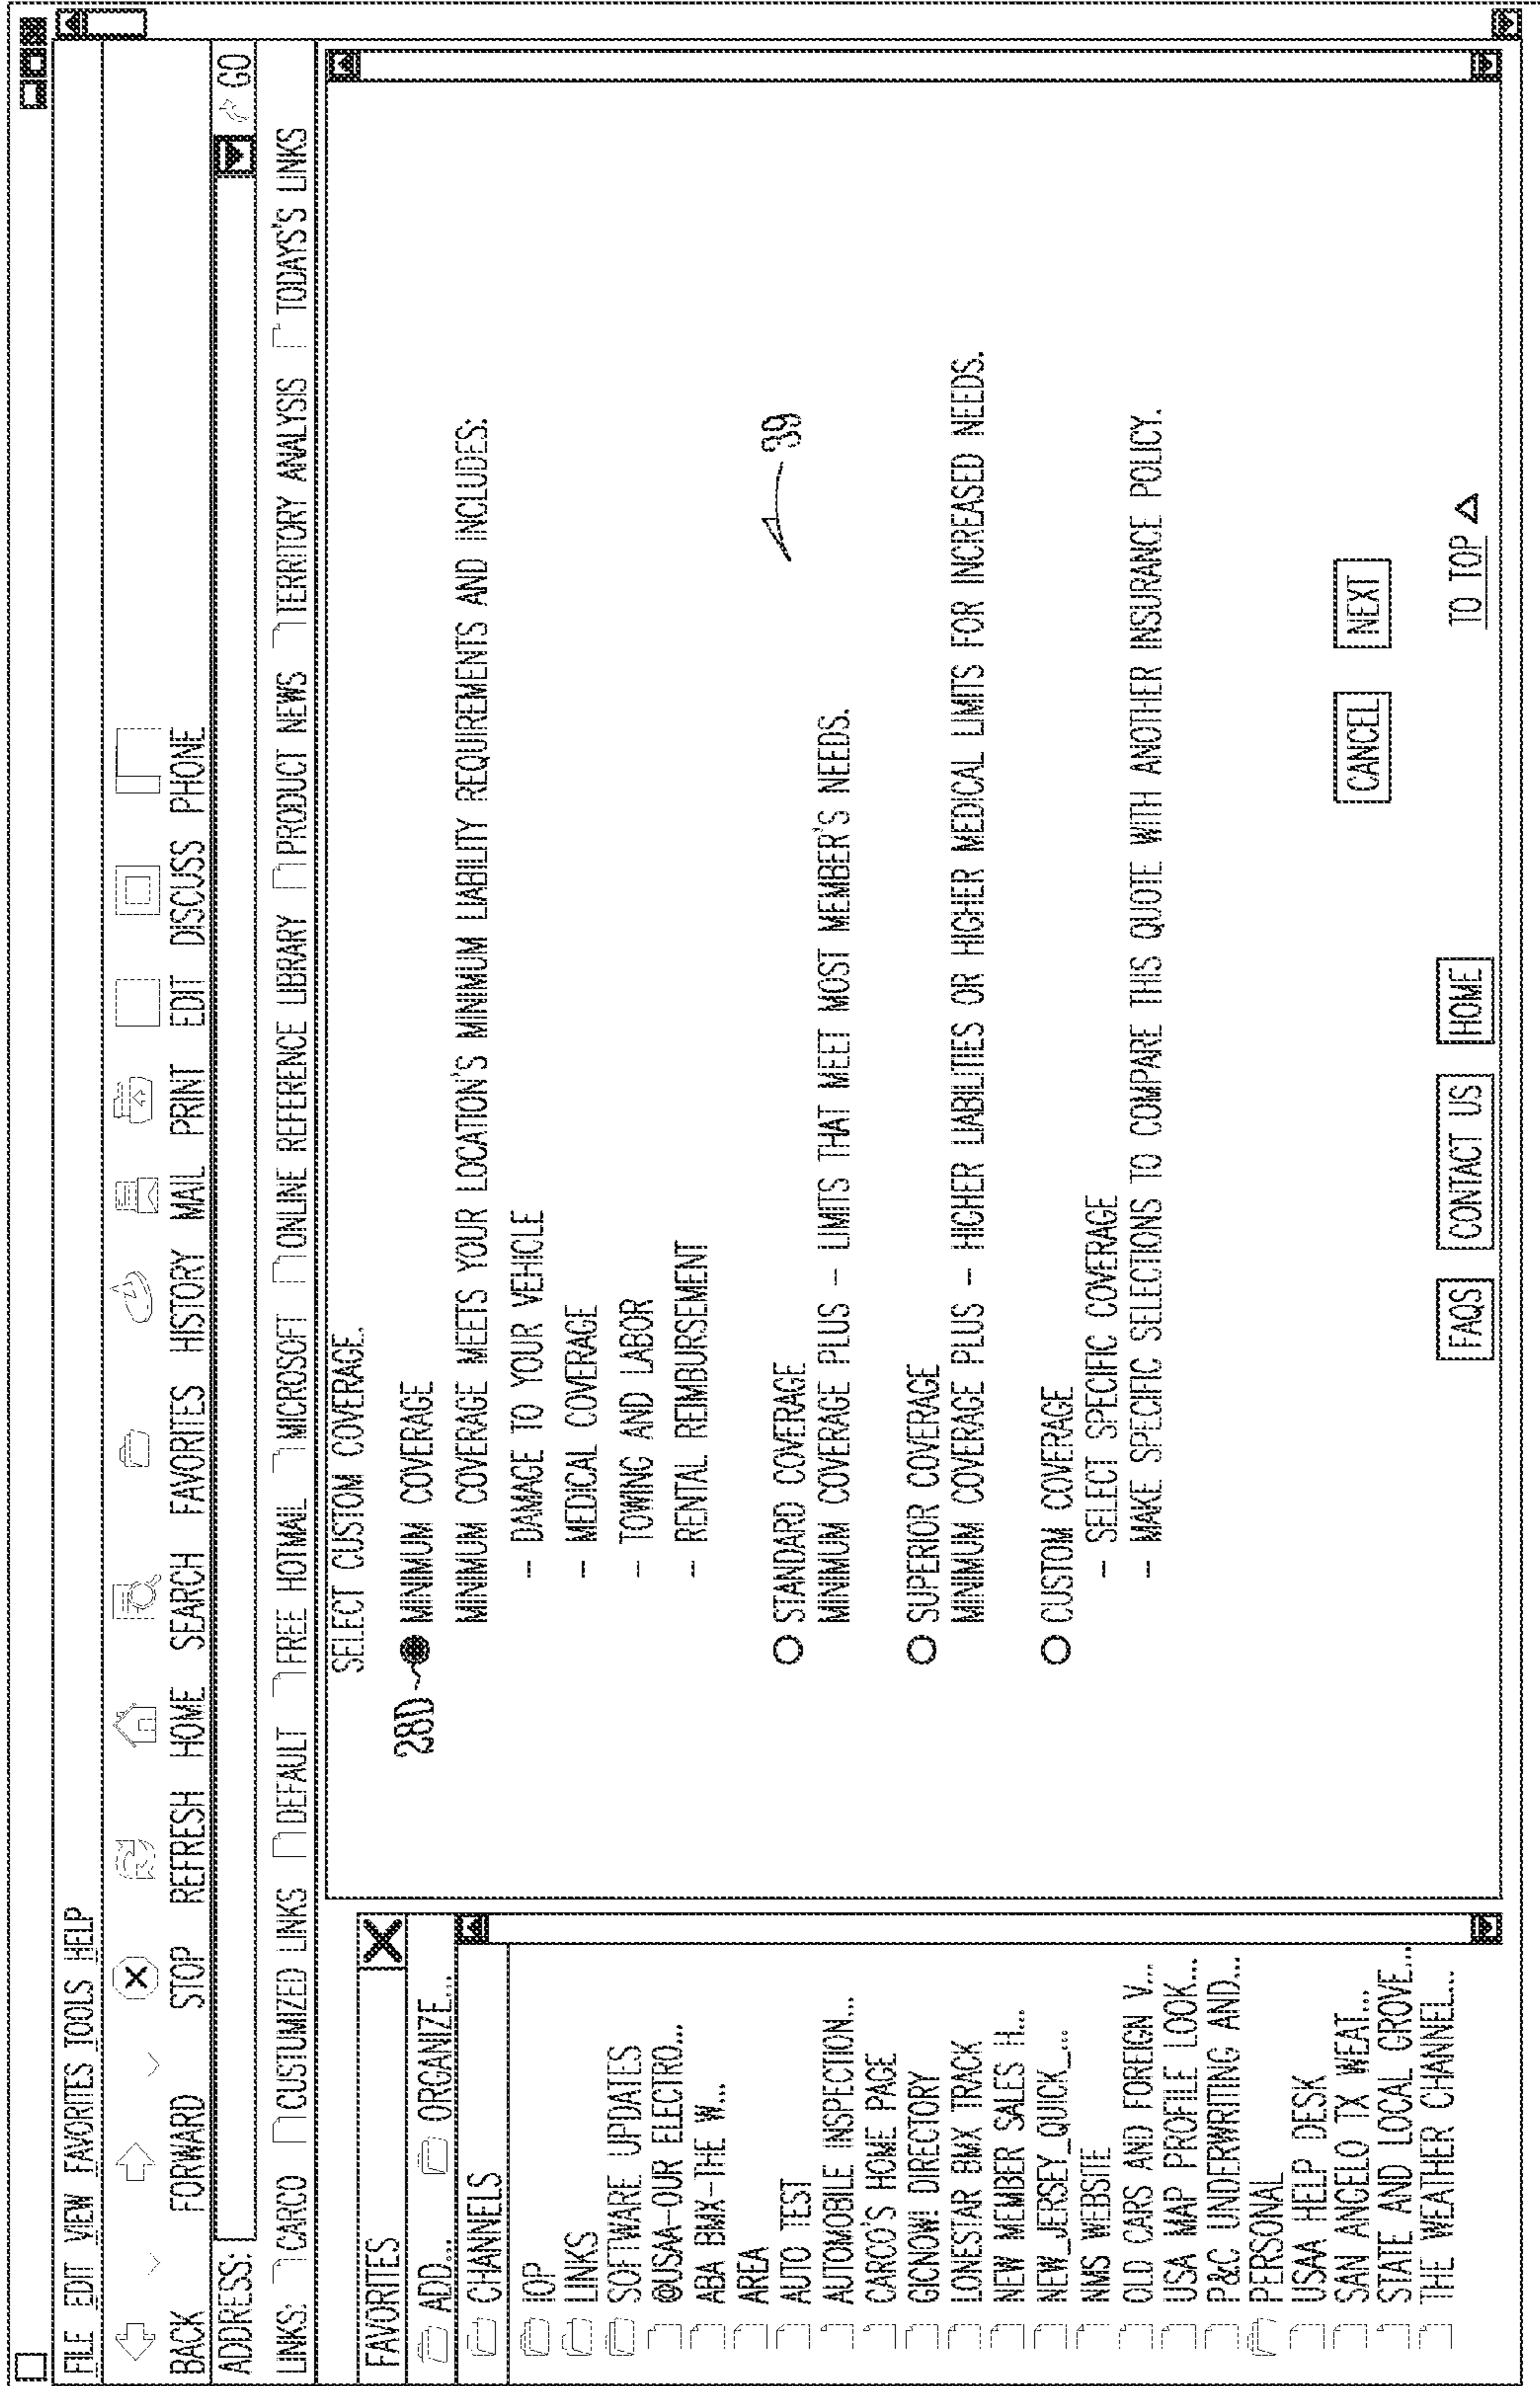 FILE EDIT VIEW FAVORITES TOOLS HELP
BACK FORWARD STOP REFRESH HOME SEARCH FAVORITES HISTORY MAIL PRINT EDIT DISCUSS PHONE
ADDRESS: GO
LINKS: CARCO CUSTUMIZED LINKS DEFAULT FREE HOTMAIL MICROSOFT ONLINE REFERENCE LIBRARY PRODUCT NEWS TERRITORY ANALYSIS TODAYS'S LINKS
FAVORITES X
ADD... ORGANIZE...
CHANNELS
IOP
LINKS
SOFTWARE UPDATES
@USAA-OUR ELECTRO...
ABA BMX-THE W...
AREA
AUTO TEST
AUTOMOBILE INSPECTION...
CARCO'S HOME PAGE
GICNOW! DIRECTORY
LONESTAR BMX TRACK
NEW MEMBER SALES H...
NEW_JERSEY_QUICK_...
NMS WEBSITE
OLD CARS AND FOREIGN V...
USA MAP PROFILE LOOK...
P&C UNDERWRITING AND...
PERSONAL
USAA HELP DESK
SAN ANGELO TX WEAT...
STATE AND LOCAL GROVE...
THE WEATHER CHANNEL...
SELECT CUSTOM COVERAGE.
28D MINIMUM COVERAGE
MINIMUM COVERAGE MEETS YOUR LOCATION'S MINIMUM LIABILITY REQUIREMENTS AND INCLUDES:
- DAMAGE TO YOUR VEHICLE
- MEDICAL COVERAGE
- TOWING AND LABOR
- RENTAL REIMBURSEMENT
39
STANDARD COVERAGE
MINIMUM COVERAGE PLUS - LIMITS THAT MEET MOST MEMBER'S NEEDS.
SUPERIOR COVERAGE
MINIMUM COVERAGE PLUS - HIGHER LIABILITIES OR HIGHER MEDICAL LIMITS FOR INCREASED NEEDS.
CUSTOM COVERAGE
- SELECT SPECIFIC COVERAGE
- MAKE SPECIFIC SELECTIONS TO COMPARE THIS QUOTE WITH ANOTHER INSURANCE POLICY.
CANCEL NEXT
FAQS CONTACT US HOME
TO TOP